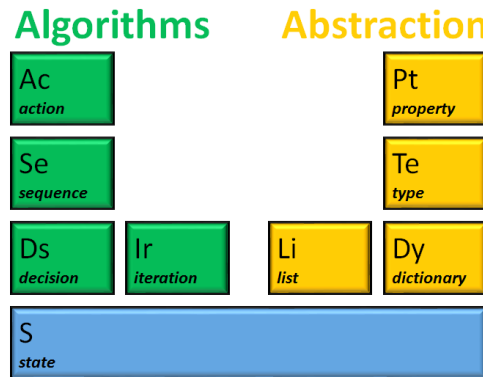 Algorithms
Abstraction
Ac
action
Pt
property
Se
sequence
Te
type
Ds
decision
Ir
iteration
Li
list
Dy
dictionary
S
state